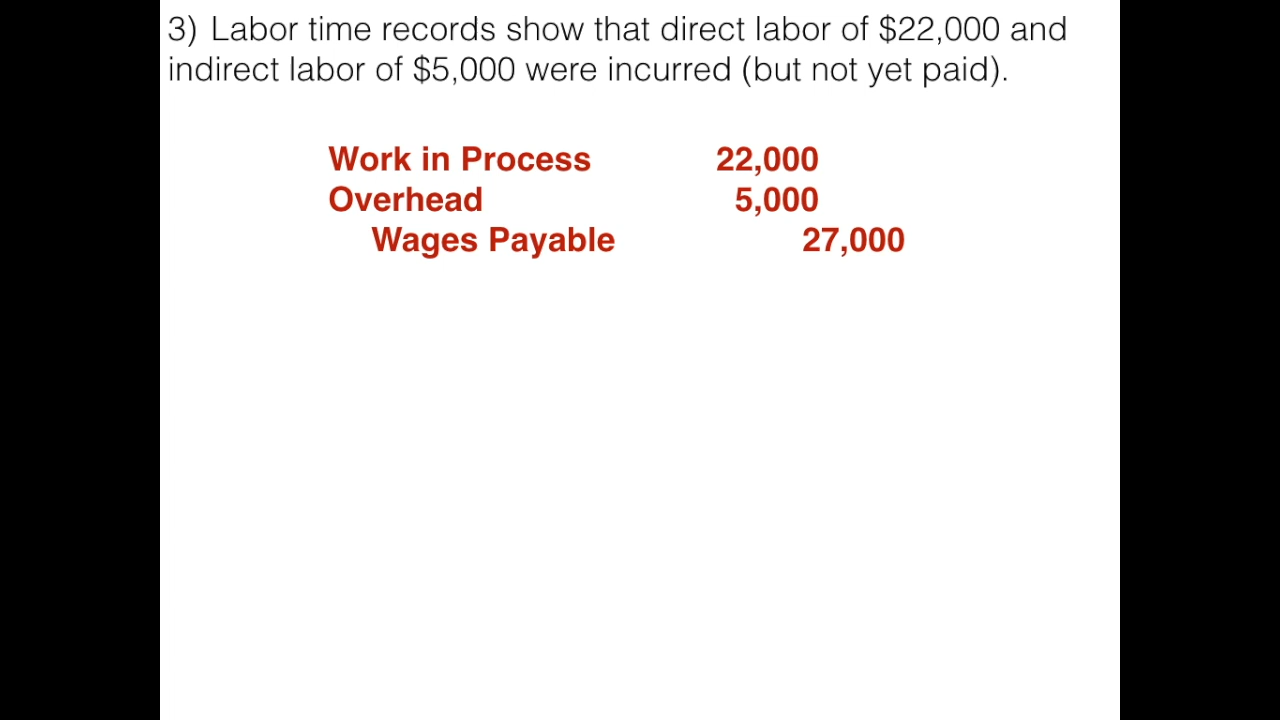 3) Labor time records show that direct labor of $22,000 and
indirect labor of $5,000 were incurred (but not yet paid).
Work in Process 22,000
Overhead 5,000
Wages Payable 27,000